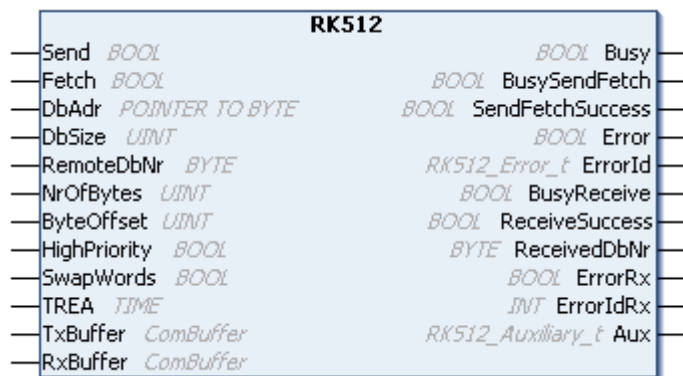 RK512
Send BOOL BOOL Busy
Fetch BOOL BOOL BusySendFetch
DbAdr POINTER TO BYTE BOOL SendFetchSuccess
DbSize UINT BOOL Error
RemoteDbNr BYTE RK512_Error_t ErrorId
NrOfBytes UINT BOOL BusyReceive
ByteOffset UINT BOOL ReceiveSuccess
HighPriority BOOL BYTE ReceivedDbNr
SwapWords BOOL BOOL ErrorRx
TREA TIME INT ErrorIdRx
TxBuffer ComBuffer RK512_Auxiliary_t Aux
RxBuffer ComBuffer